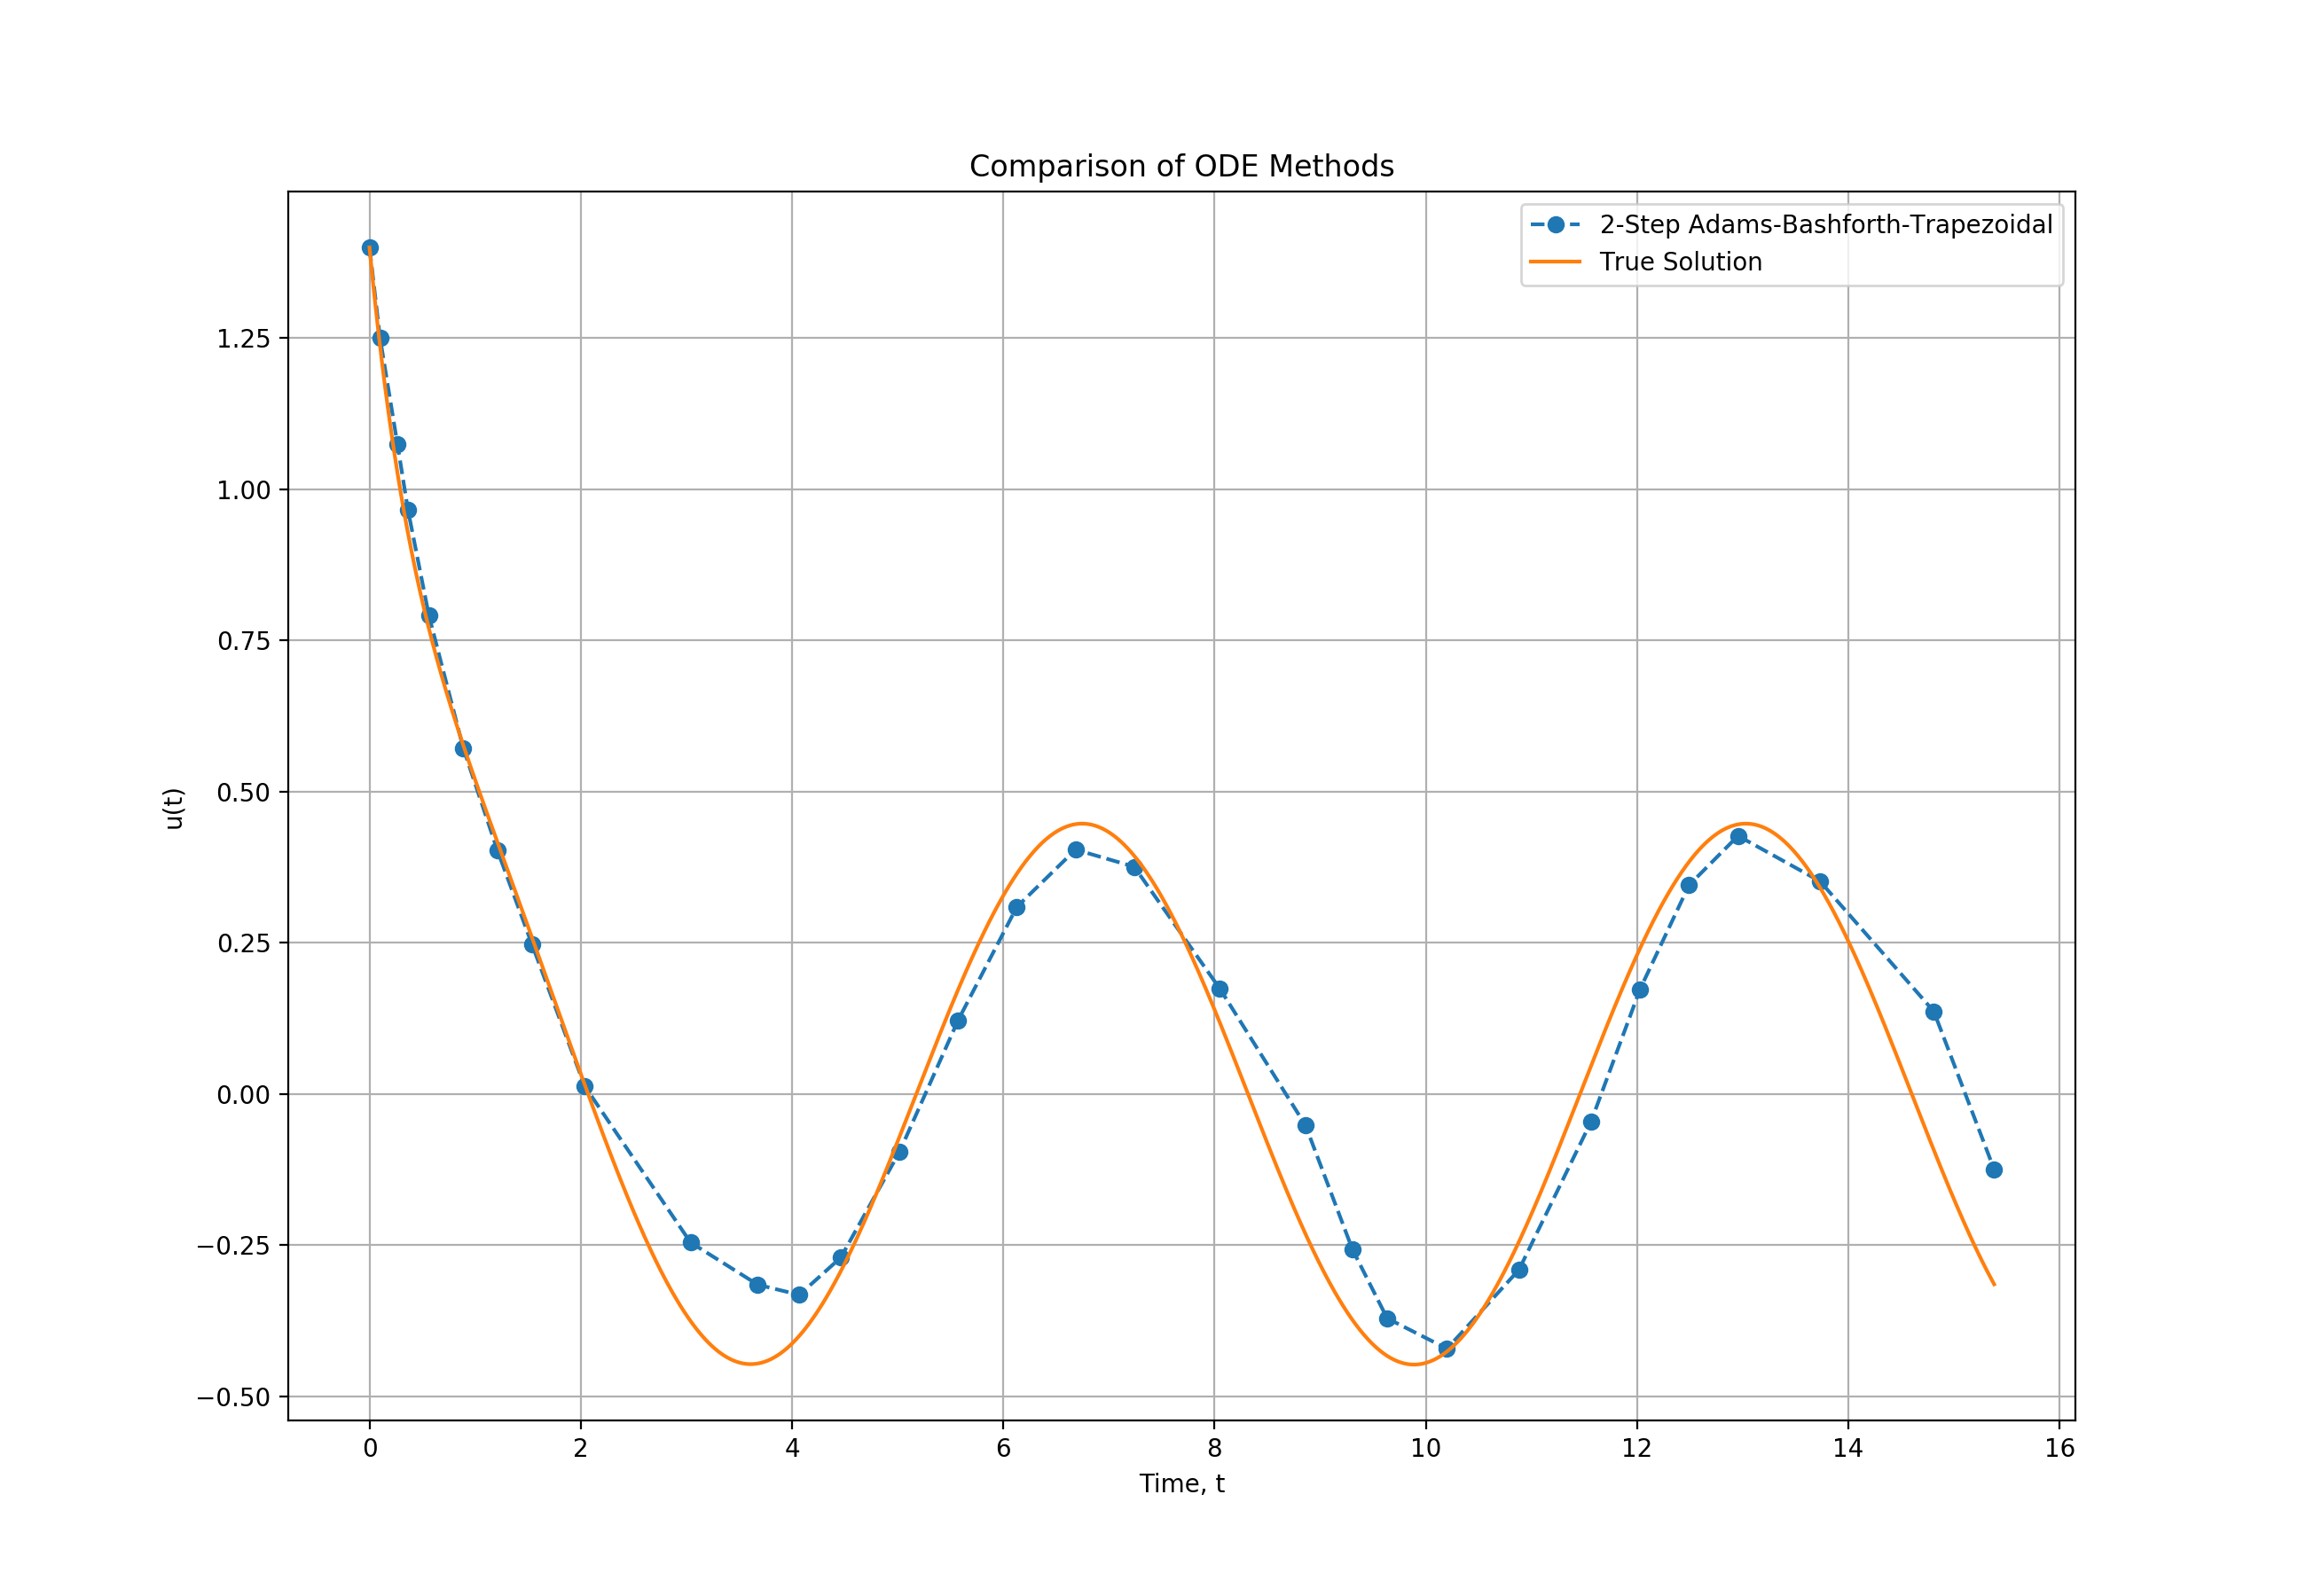 Comparison of ODE Methods
2-Step Adams-Bashforth-Trapezoidal
True Solution
1.25
1.00
0.75
0.50
0.25
0.00
−0.25
−0.50
u(t)
0 2 4 6 8 10 12 14 16
Time, t